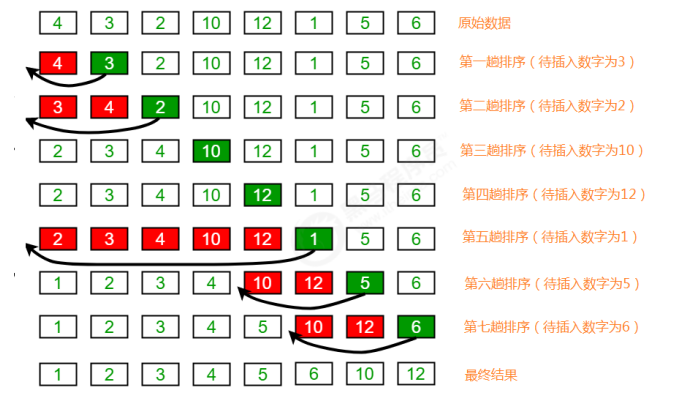 4 3 2 10 12 1 5 6 原始数据
4 3 2 10 12 1 5 6 第一趟排序（待插入数字为3）
3 4 2 10 12 1 5 6 第二趟排序（待插入数字为2）
2 3 4 10 12 1 5 6 第三趟排序（待插入数字为10）
2 3 4 10 12 1 5 6 第四趟排序（待插入数字为12）
2 3 4 10 12 1 5 6 第五趟排序（待插入数字为1）
1 2 3 4 10 12 5 6 第六趟排序（待插入数字为5）
1 2 3 4 5 10 12 6 第七趟排序（待插入数字为6）
1 2 3 4 5 6 10 12 最终结果